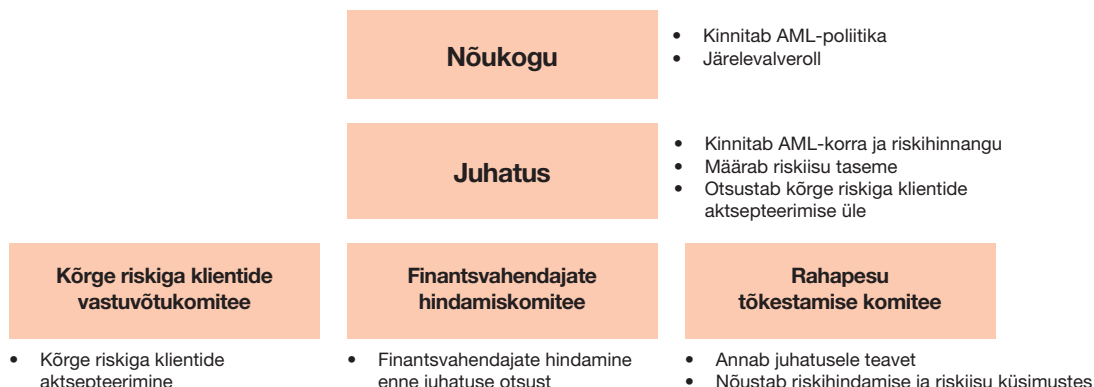 Nõukogu
• Kinnitab AML-poliitika
• Järelevalveroll
Juhatus
• Kinnitab AML-korra ja riskihinnangu
• Määrab riskiisu taseme
• Otsustab kõrge riskiga klientide
aktsepteerimise üle
Kõrge riskiga klientide
vastuvõtukomitee
• Kõrge riskiga klientide
aktsepteerimine
Finantsvahendajate
hindamiskomitee
• Finantsvahendajate hindamine
enne juhatuse otsust
Rahapesu
tõkestamise komitee
• Annab juhatusele teavet
• Nõustab riskihindamise ja riskiisu küsimustes